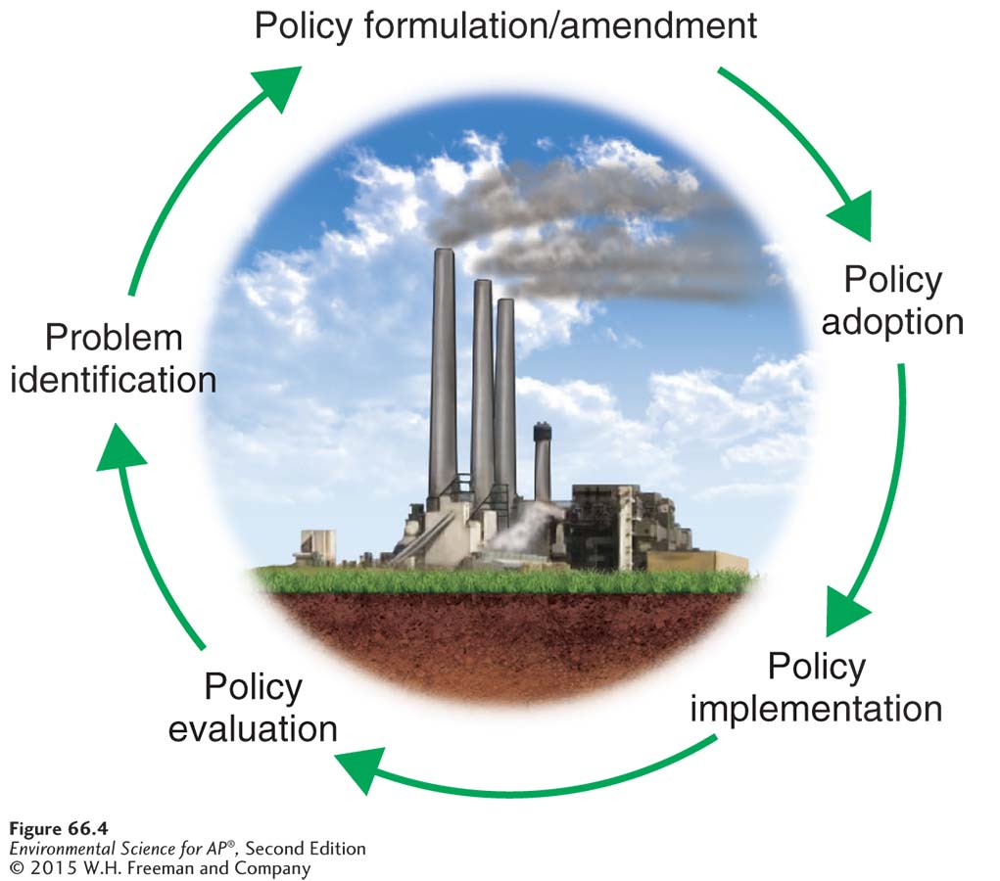 Policy formulation/amendment
Policy
adoption
Policy
implementation
Policy
evaluation
Problem
identification
Figure 66.4
Environmental Science for AP®, Second Edition
© 2015 W.H. Freeman and Company